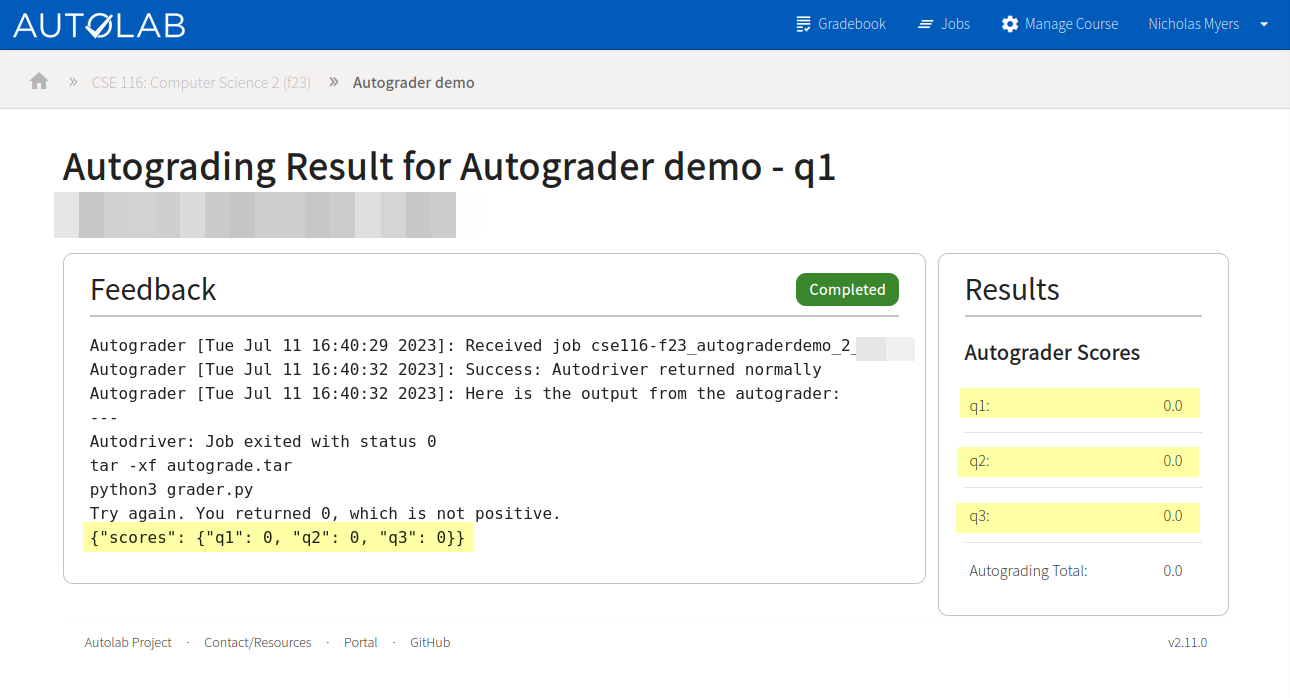 AUTOLAB Gradebook Jobs Manage Course Nicholas Myers
» CSE 116: Computer Science 2 (f23) » Autograder demo
Autograding Result for Autograder demo - q1
Feedback Completed
Autograder [Tue Jul 11 16:40:29 2023]: Received job cse116-f23_autograderdemo_2_
Autograder [Tue Jul 11 16:40:32 2023]: Success: Autodriver returned normally
Autograder [Tue Jul 11 16:40:32 2023]: Here is the output from the autograder:
---
Autodriver: Job exited with status 0
tar -xf autograde.tar
python3 grader.py
Try again. You returned 0, which is not positive.
{"scores": {"q1": 0, "q2": 0, "q3": 0}}
Results
Autograder Scores
q1: 0.0
q2: 0.0
q3: 0.0
Autograding Total: 0.0
Autolab Project · Contact/Resources · Portal · GitHub v2.11.0